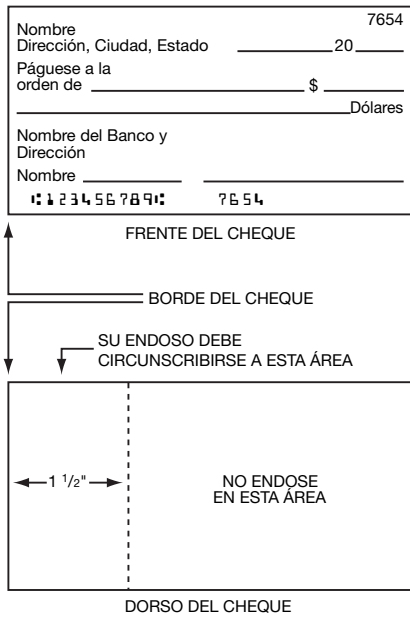 7654
Nombre
Dirección, Ciudad, Estado 20
Páguese a la
orden de $
Dólares
Nombre del Banco y
Dirección
Nombre
⑆123456789⑆ 7654
FRENTE DEL CHEQUE
BORDE DEL CHEQUE
SU ENDOSO DEBE
CIRCUNSCRIBIRSE A ESTA ÁREA
1 1/2"
NO ENDOSE
EN ESTA ÁREA
DORSO DEL CHEQUE